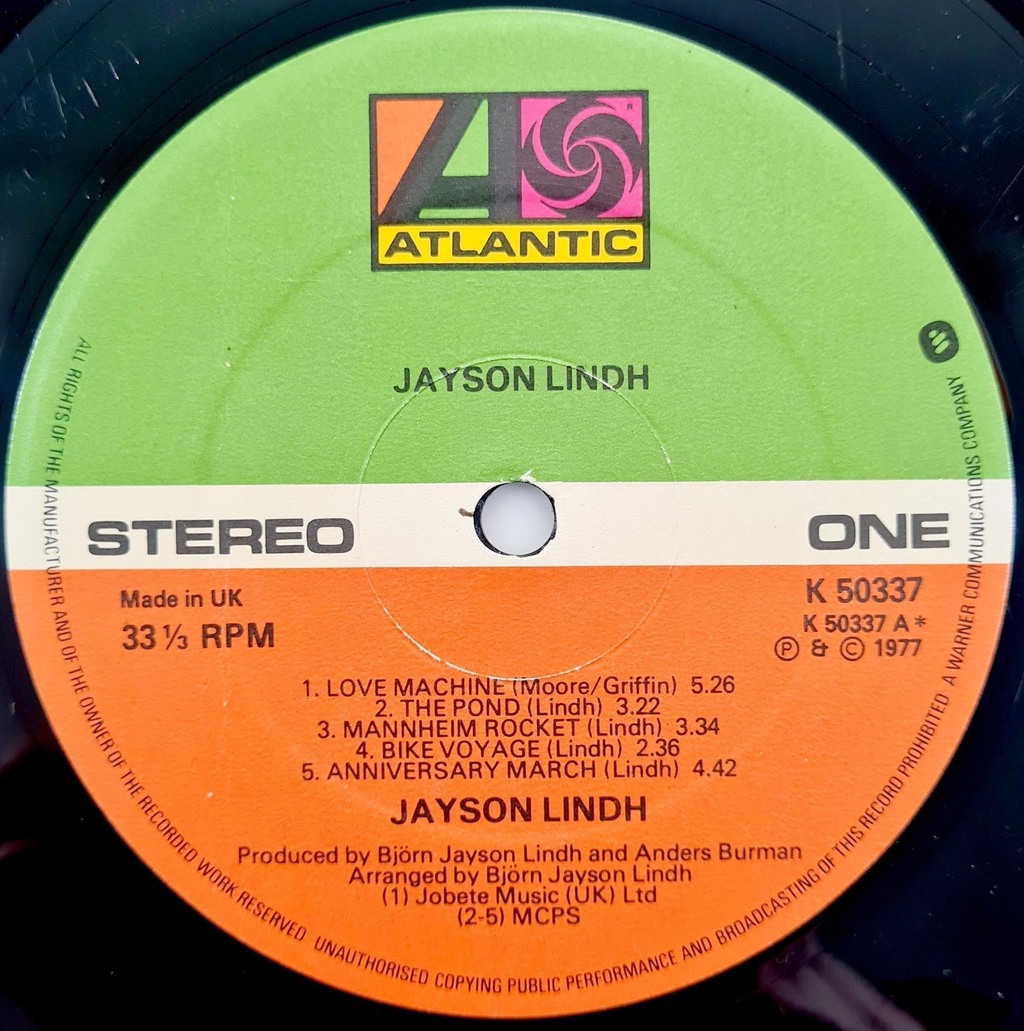 ATLANTIC
JAYSON LINDH
STEREO
ONE
Made in UK
33 ⅓ RPM
K 50337
K 50337 A*
Ⓟ & © 1977
1. LOVE MACHINE (Moore/Griffin) 5.26
2. THE POND (Lindh) 3.22
3. MANNHEIM ROCKET (Lindh) 3.34
4. BIKE VOYAGE (Lindh) 2.36
5. ANNIVERSARY MARCH (Lindh) 4.42
JAYSON LINDH
Produced by Björn Jayson Lindh and Anders Burman
Arranged by Björn Jayson Lindh
(1) Jobete Music (UK) Ltd
(2-5) MCPS
ALL RIGHTS OF THE MANUFACTURER AND OF THE OWNER OF THE RECORDED WORK RESERVED UNAUTHORISED COPYING PUBLIC PERFORMANCE AND BROADCASTING OF THIS RECORD PROHIBITED A WARNER COMMUNICATIONS COMPANY